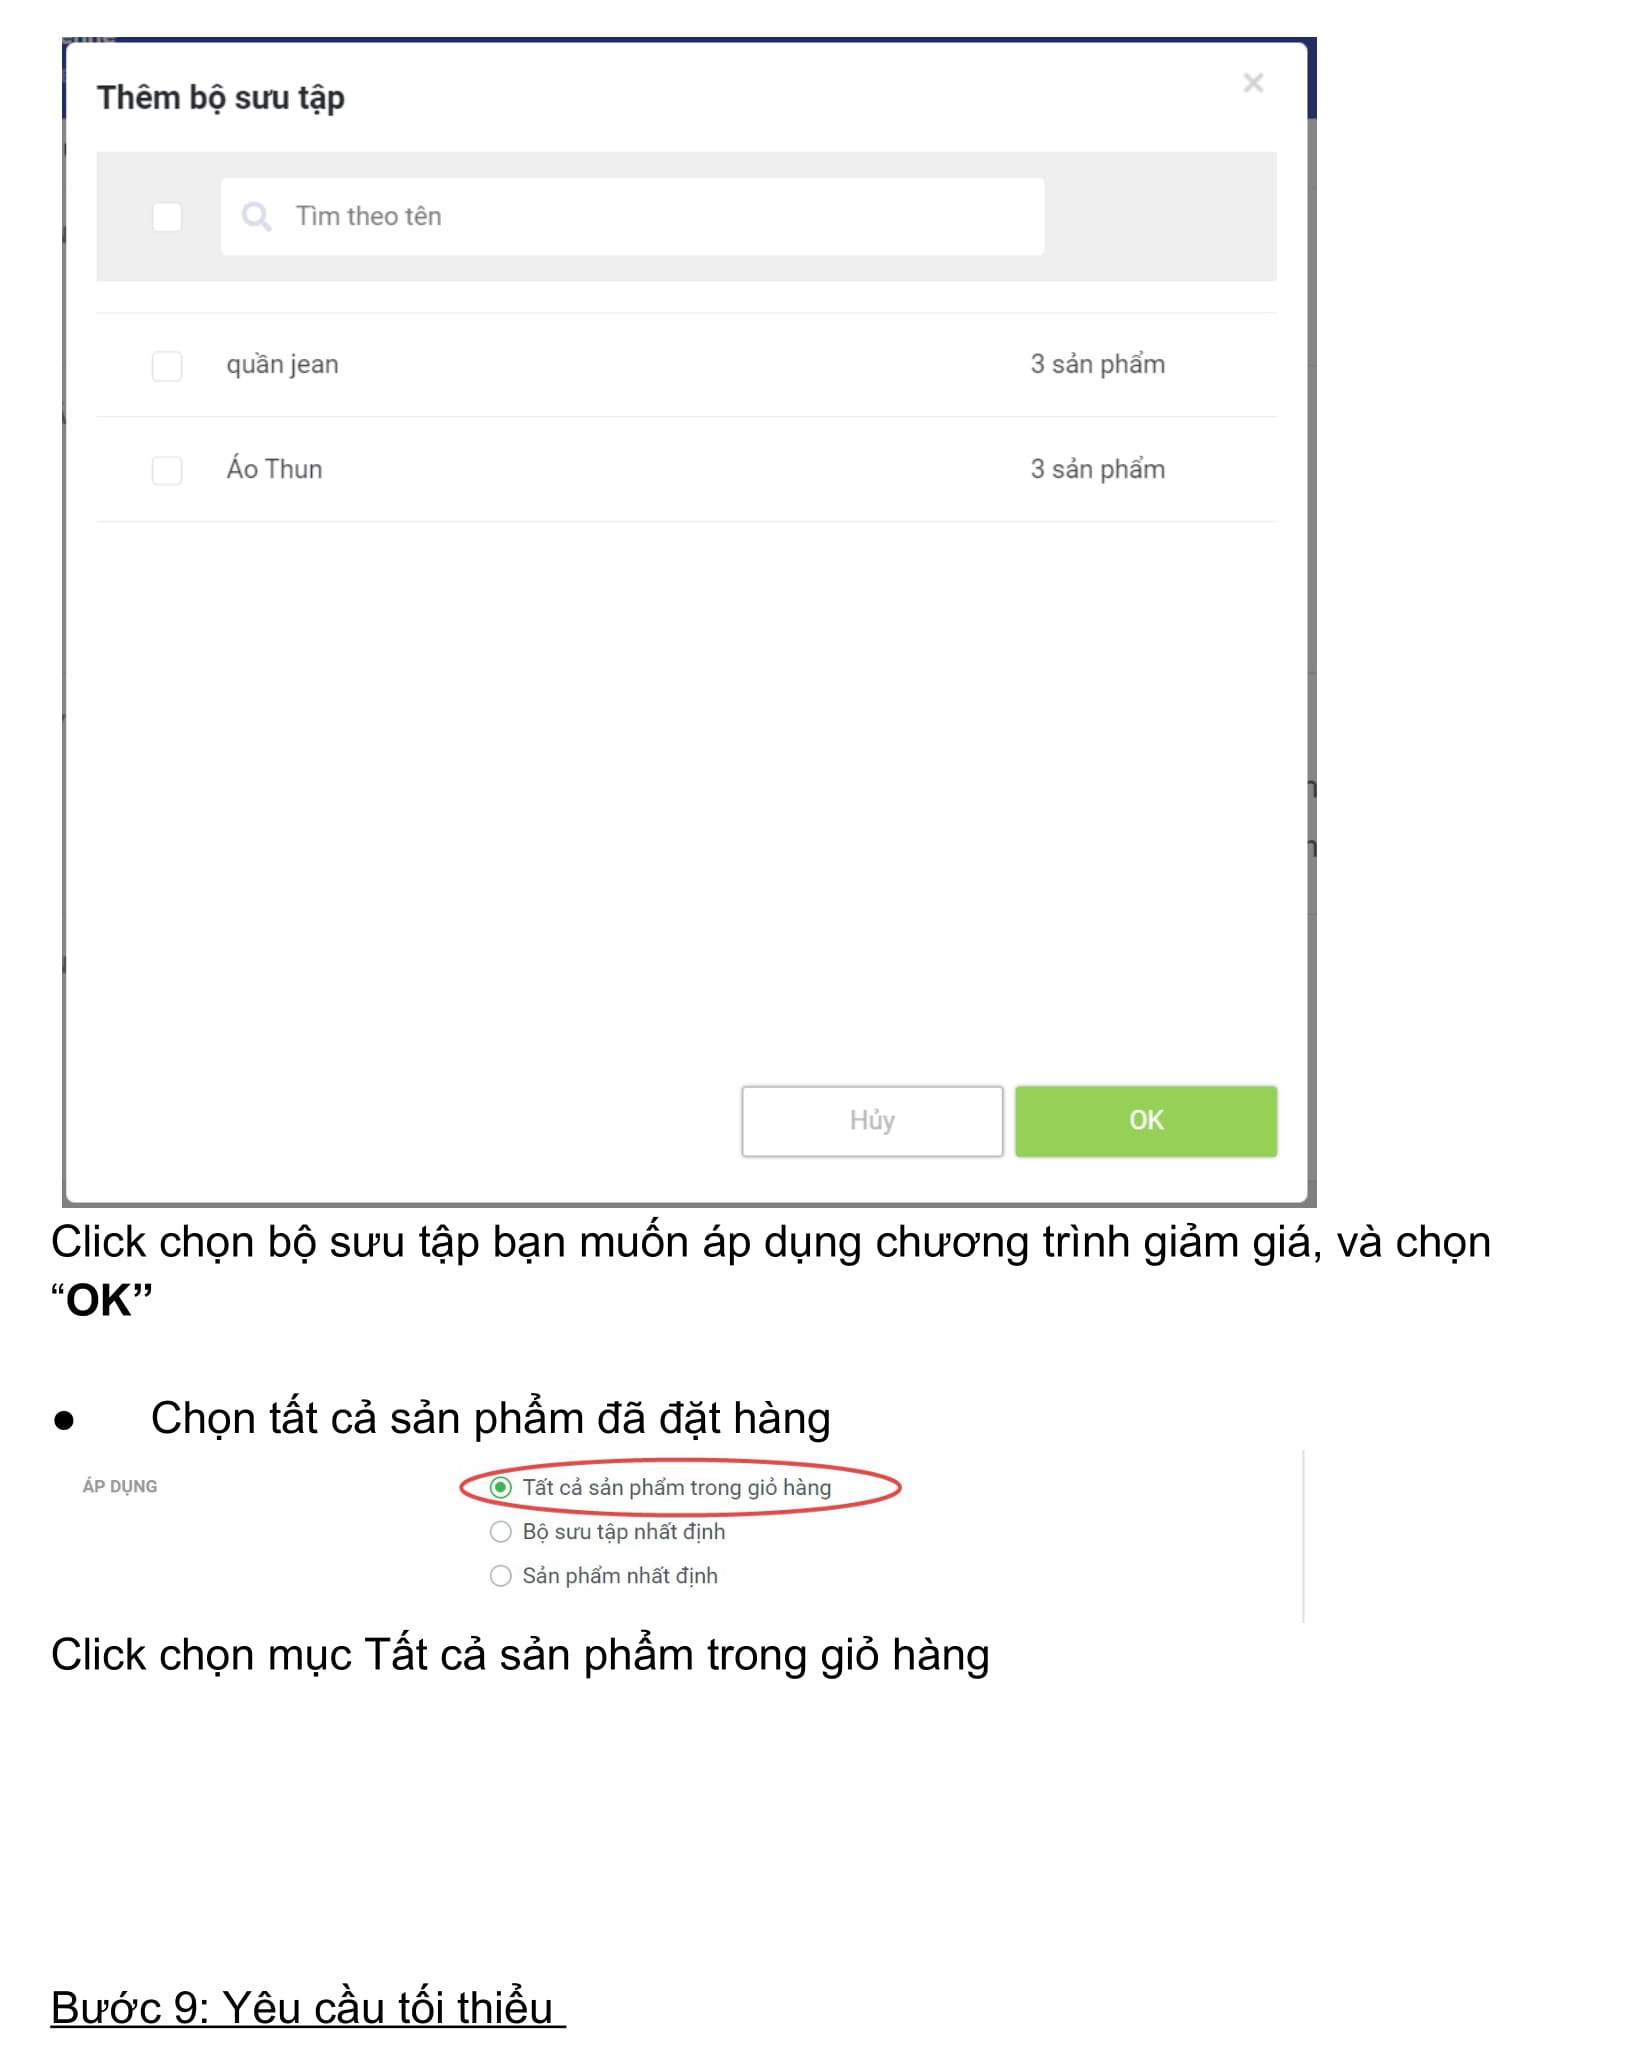 Thêm bộ sưu tập
Tìm theo tên
quần jean 3 sản phẩm
Áo Thun 3 sản phẩm
Hủy OK
Click chọn bộ sưu tập bạn muốn áp dụng chương trình giảm giá, và chọn
“OK”
● Chọn tất cả sản phẩm đã đặt hàng
ÁP DỤNG Tất cả sản phẩm trong giỏ hàng
Bộ sưu tập nhất định
Sản phẩm nhất định
Click chọn mục Tất cả sản phẩm trong giỏ hàng
Bước 9: Yêu cầu tối thiểu